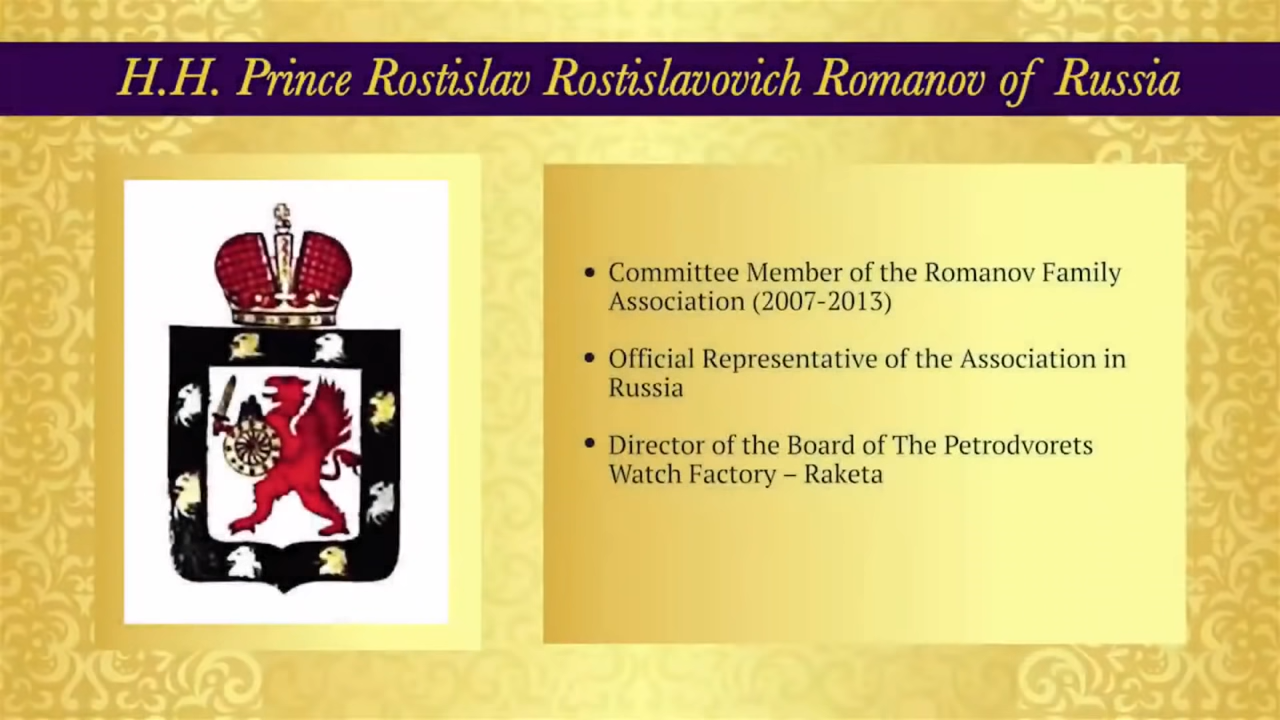 H.H. Prince Rostislav Rostislavovich Romanov of Russia
• Committee Member of the Romanov Family
Association (2007-2013)
• Official Representative of the Association in
Russia
• Director of the Board of The Petrodvorets
Watch Factory – Raketa